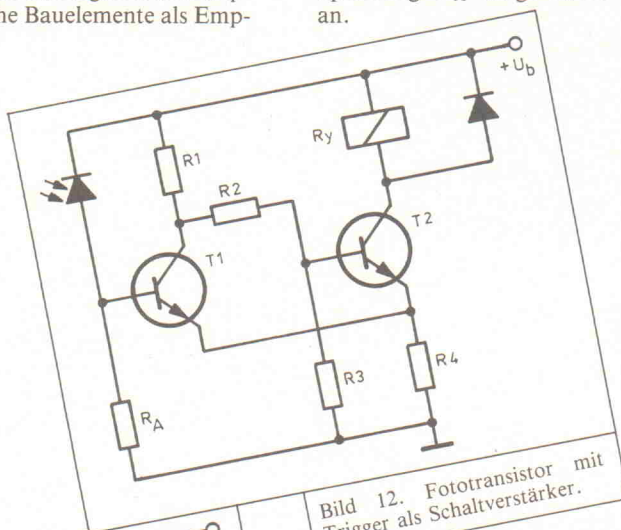 ne Bauelemente als Emp-
an.
+Ub
Ry
R1
R2
T1
T2
R3
R4
RA
Bild 12. Fototransistor mit
Trigger als Schaltverstärker.